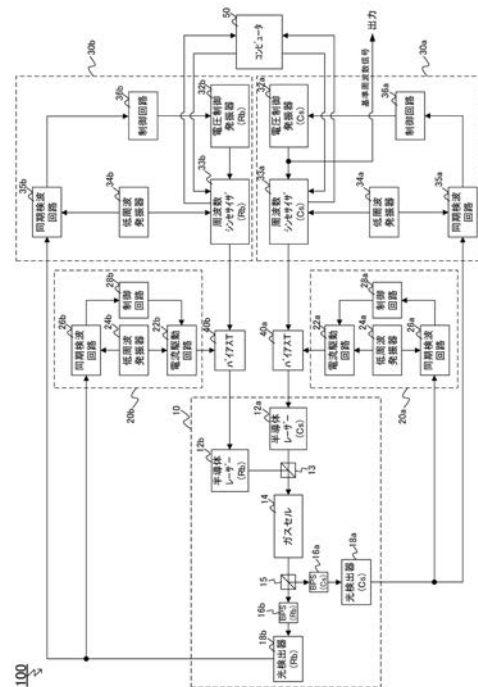 100
50
コンピュータ
30b
36b
制御回路
32b
電圧制御
発振器
(Rb)
35b
同期検波
回路
34b
低周波
発振器
33b
周波数
シンセサイザ
(Rb)
32a
電圧制御
発振器
(Cs)
36a
制御回路
30a
33a
周波数
シンセサイザ
(Cs)
34a
低周波
発振器
35a
同期検波
回路
基準周波数信号
出力
26b
同期検波
回路
28b
制御回路
24b
低周波
発振器
22b
電流駆動
回路
20b
40b
バイアスT
40a
バイアスT
22a
電流駆動
回路
28a
制御回路
24a
低周波
発振器
26a
同期検波
回路
20a
10
12b
半導体
レーザー
(Rb)
12a
半導体
レーザー
(Cs)
13
14
ガスセル
15
16b
BPS
(Rb)
16a
BPS
(Cs)
18b
光検出器
(Rb)
18a
光検出器
(Cs)